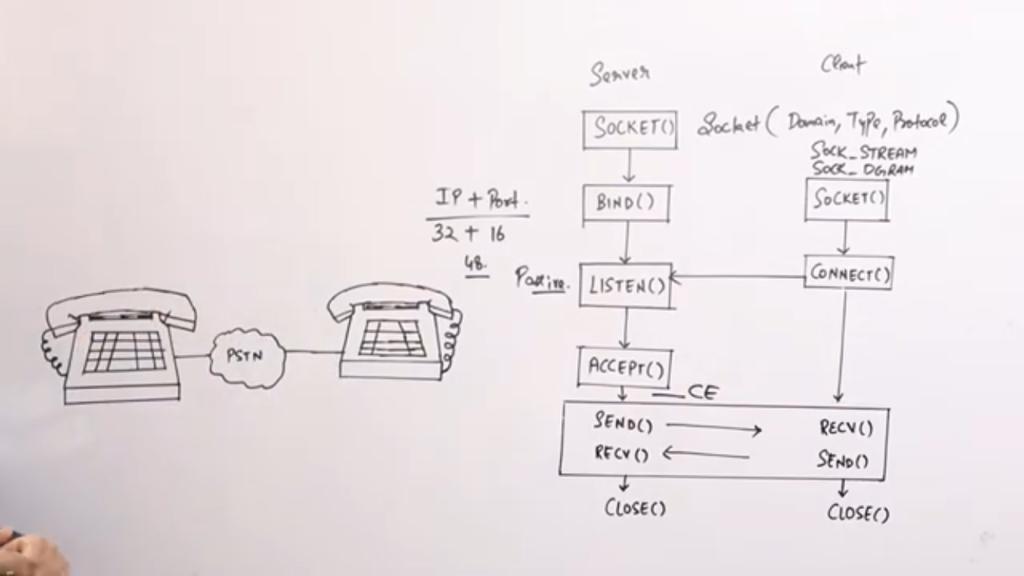 Server
Client
SOCKET()
Socket ( Domain, Type, Protocol )
SOCK_STREAM
SOCK_DGRAM
IP + Port.
BIND()
SOCKET()
32 + 16
48.
Passive.
LISTEN()
CONNECT()
PSTN
ACCEPT()
CE
SEND()
RECV()
RECV()
SEND()
CLOSE()
CLOSE()